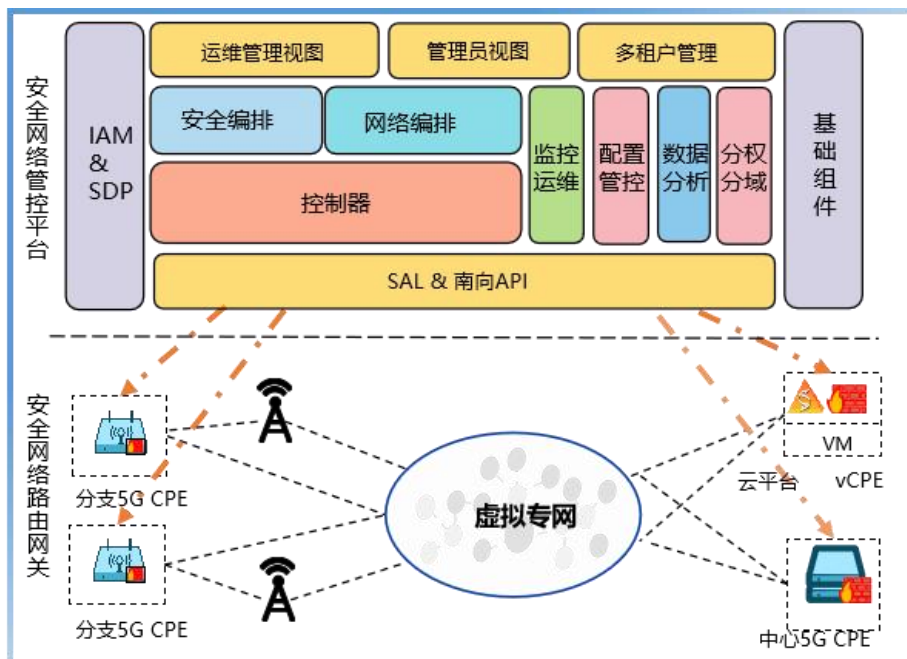 安全网络管控平台
IAM
&
SDP
运维管理视图
管理员视图
多租户管理
安全编排
网络编排
控制器
监控
运维
配置
管控
数据
分析
分权
分域
基础组件
SAL & 南向API
安全网络路由网关
分支5G CPE
分支5G CPE
虚拟专网
VM
云平台
vCPE
中心5G CPE